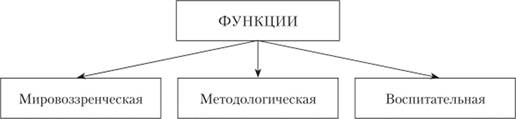 ФУНКЦИИ
Мировоззренческая
Методологическая
Воспитательная